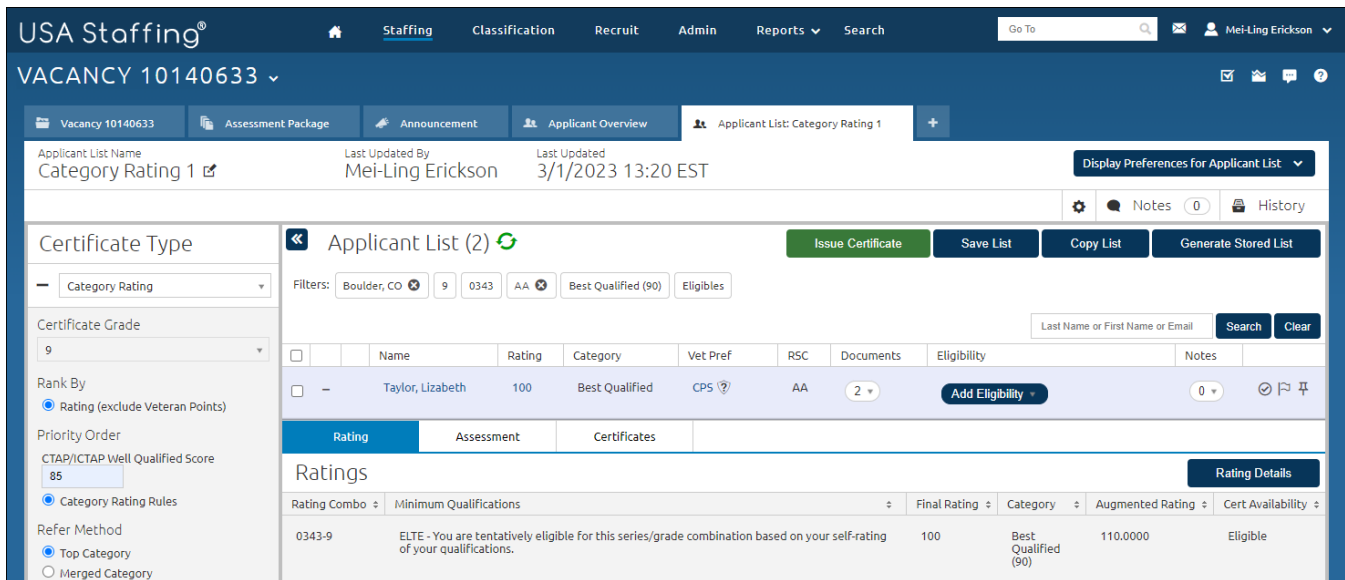 USA Staffing®
Staffing Classification Recruit Admin Reports Search Go To Mei-Ling Erickson
VACANCY 10140633
Vacancy 10140633 Assessment Package Announcement Applicant Overview Applicant List: Category Rating 1 +
Applicant List Name Last Updated By Last Updated
Category Rating 1 Mei-Ling Erickson 3/1/2023 13:20 EST
Display Preferences for Applicant List
Notes 0 History
Certificate Type
Category Rating
Certificate Grade
9
Rank By
Rating (exclude Veteran Points)
Priority Order
CTAP/ICTAP Well Qualified Score
85
Category Rating Rules
Refer Method
Top Category
Merged Category
Applicant List (2)
Issue Certificate Save List Copy List Generate Stored List
Filters: Boulder, CO 9 0343 AA Best Qualified (90) Eligibles
Last Name or First Name or Email Search Clear
Name Rating Category Vet Pref RSC Documents Eligibility Notes
Taylor, Lizabeth 100 Best Qualified CPS ? AA 2 Add Eligibility 0
Rating Assessment Certificates
Ratings Rating Details
Rating Combo Minimum Qualifications Final Rating Category Augmented Rating Cert Availability
0343-9 ELTE - You are tentatively eligible for this series/grade combination based on your self-rating 100 Best 110.0000 Eligible
of your qualifications. Qualified
(90)